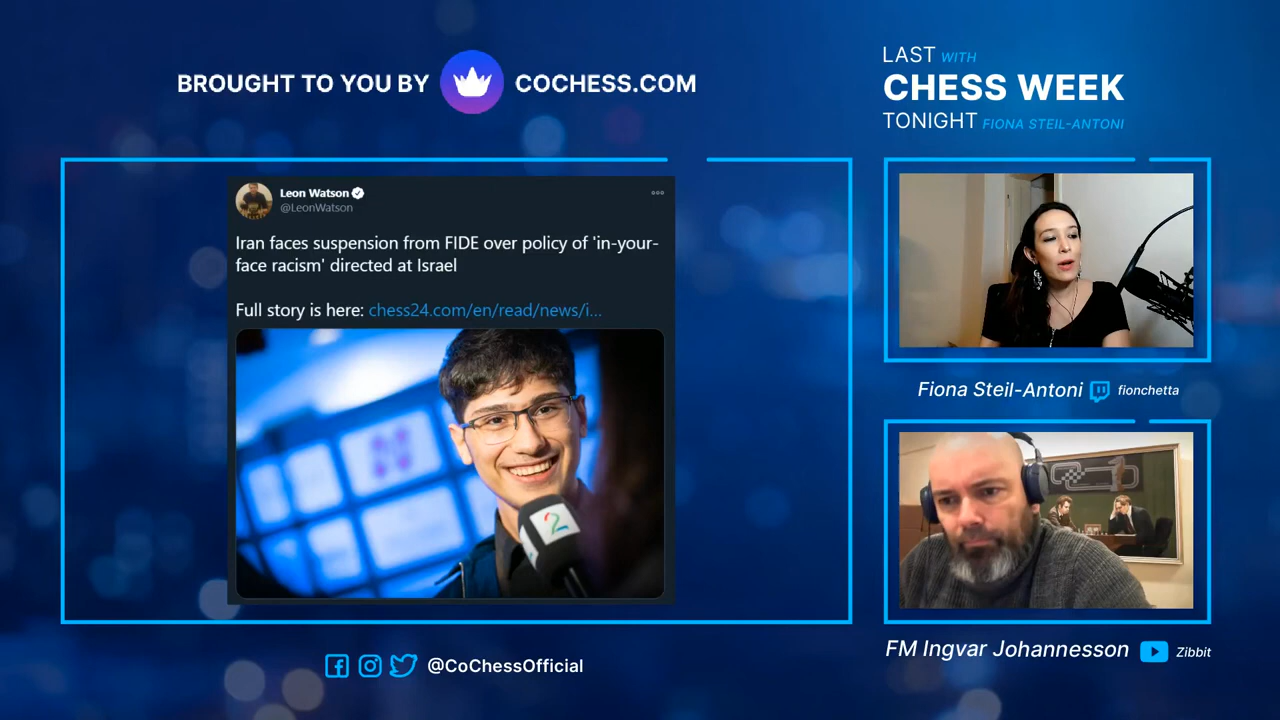 BROUGHT TO YOU BY COCHESS.COM
LAST WITH
CHESS WEEK
TONIGHT FIONA STEIL-ANTONI
Leon Watson
@LeonWatson
Iran faces suspension from FIDE over policy of 'in-your-
face racism' directed at Israel
Full story is here: chess24.com/en/read/news/i...
2
Fiona Steil-Antoni fionchetta
FM Ingvar Johannesson Zibbit
@CoChessOfficial